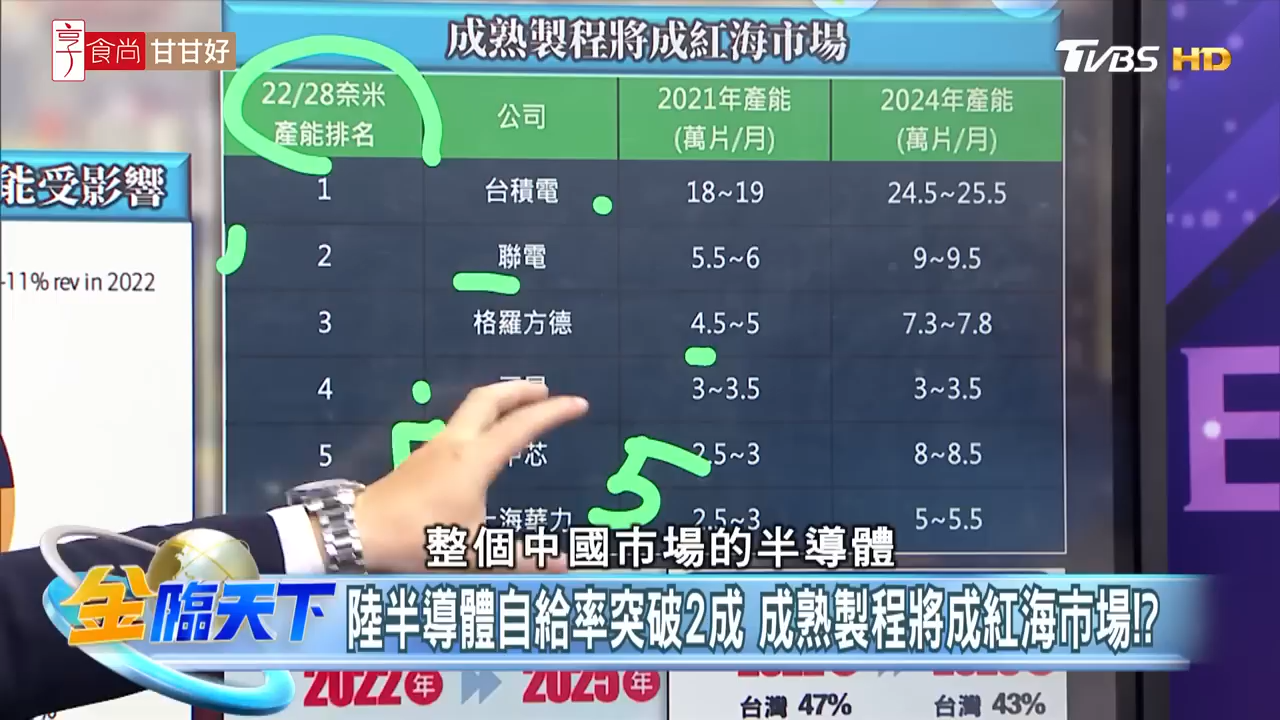 享
食尚
甘甘好
TVBS HD
成熟製程將成紅海市場
22/28奈米
產能排名
公司
2021年產能
(萬片/月)
2024年產能
(萬片/月)
1 台積電 18~19 24.5~25.5
2 聯電 5.5~6 9~9.5
3 格羅方德 4.5~5 7.3~7.8
4 3~3.5 3~3.5
5 中芯 2.5~3 8~8.5
上海華力 2.5~3 5~5.5
5
能受影響
-11% rev in 2022
整個中國市場的半導體
金臨天下
陸半導體自給率突破2成 成熟製程將成紅海市場!?
2022年 2025年
台灣 47% 台灣 43%